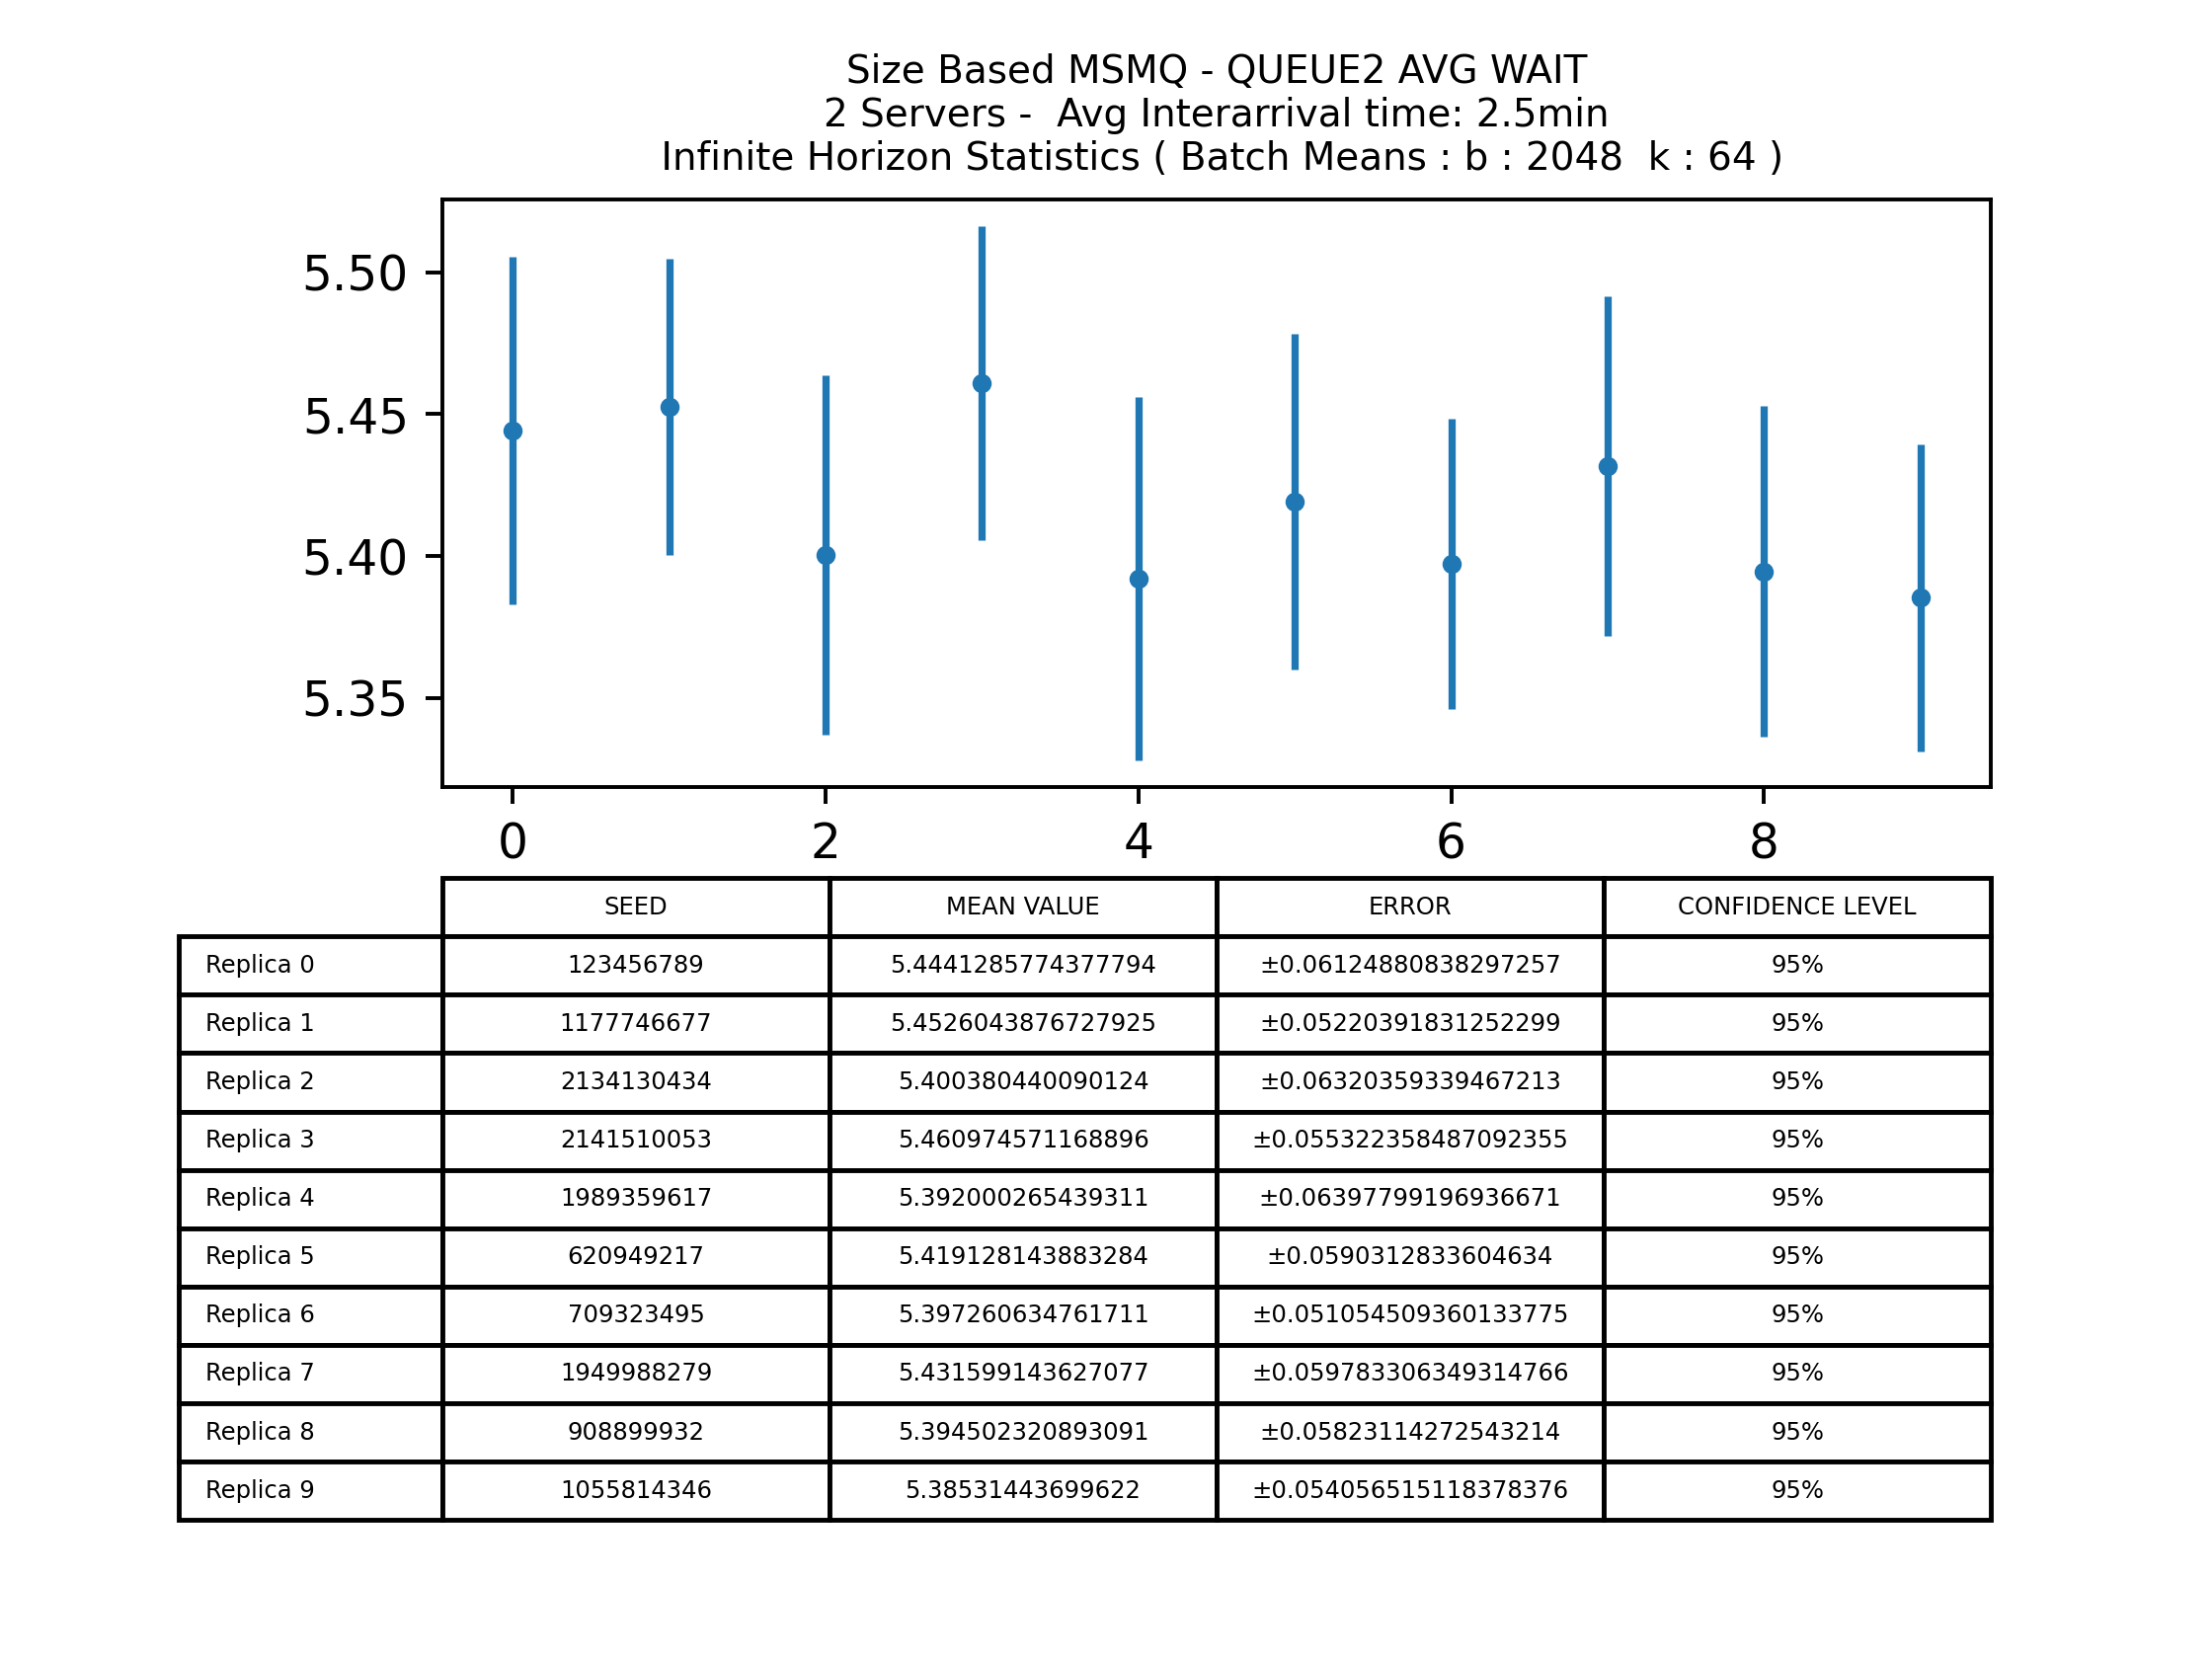 Size Based MSMQ - QUEUE2 AVG WAIT
2 Servers -  Avg Interarrival time: 2.5min
Infinite Horizon Statistics ( Batch Means : b : 2048  k : 64 )
5.50
5.45
5.40
5.35
0 2 4 6 8
SEED MEAN VALUE ERROR CONFIDENCE LEVEL
Replica 0 123456789 5.4441285774377794 ±0.06124880838297257 95%
Replica 1 1177746677 5.4526043876727925 ±0.05220391831252299 95%
Replica 2 2134130434 5.400380440090124 ±0.06320359339467213 95%
Replica 3 2141510053 5.460974571168896 ±0.055322358487092355 95%
Replica 4 1989359617 5.392000265439311 ±0.06397799196936671 95%
Replica 5 620949217 5.419128143883284 ±0.0590312833604634 95%
Replica 6 709323495 5.397260634761711 ±0.051054509360133775 95%
Replica 7 1949988279 5.431599143627077 ±0.059783306349314766 95%
Replica 8 908899932 5.394502320893091 ±0.05823114272543214 95%
Replica 9 1055814346 5.38531443699622 ±0.054056515118378376 95%